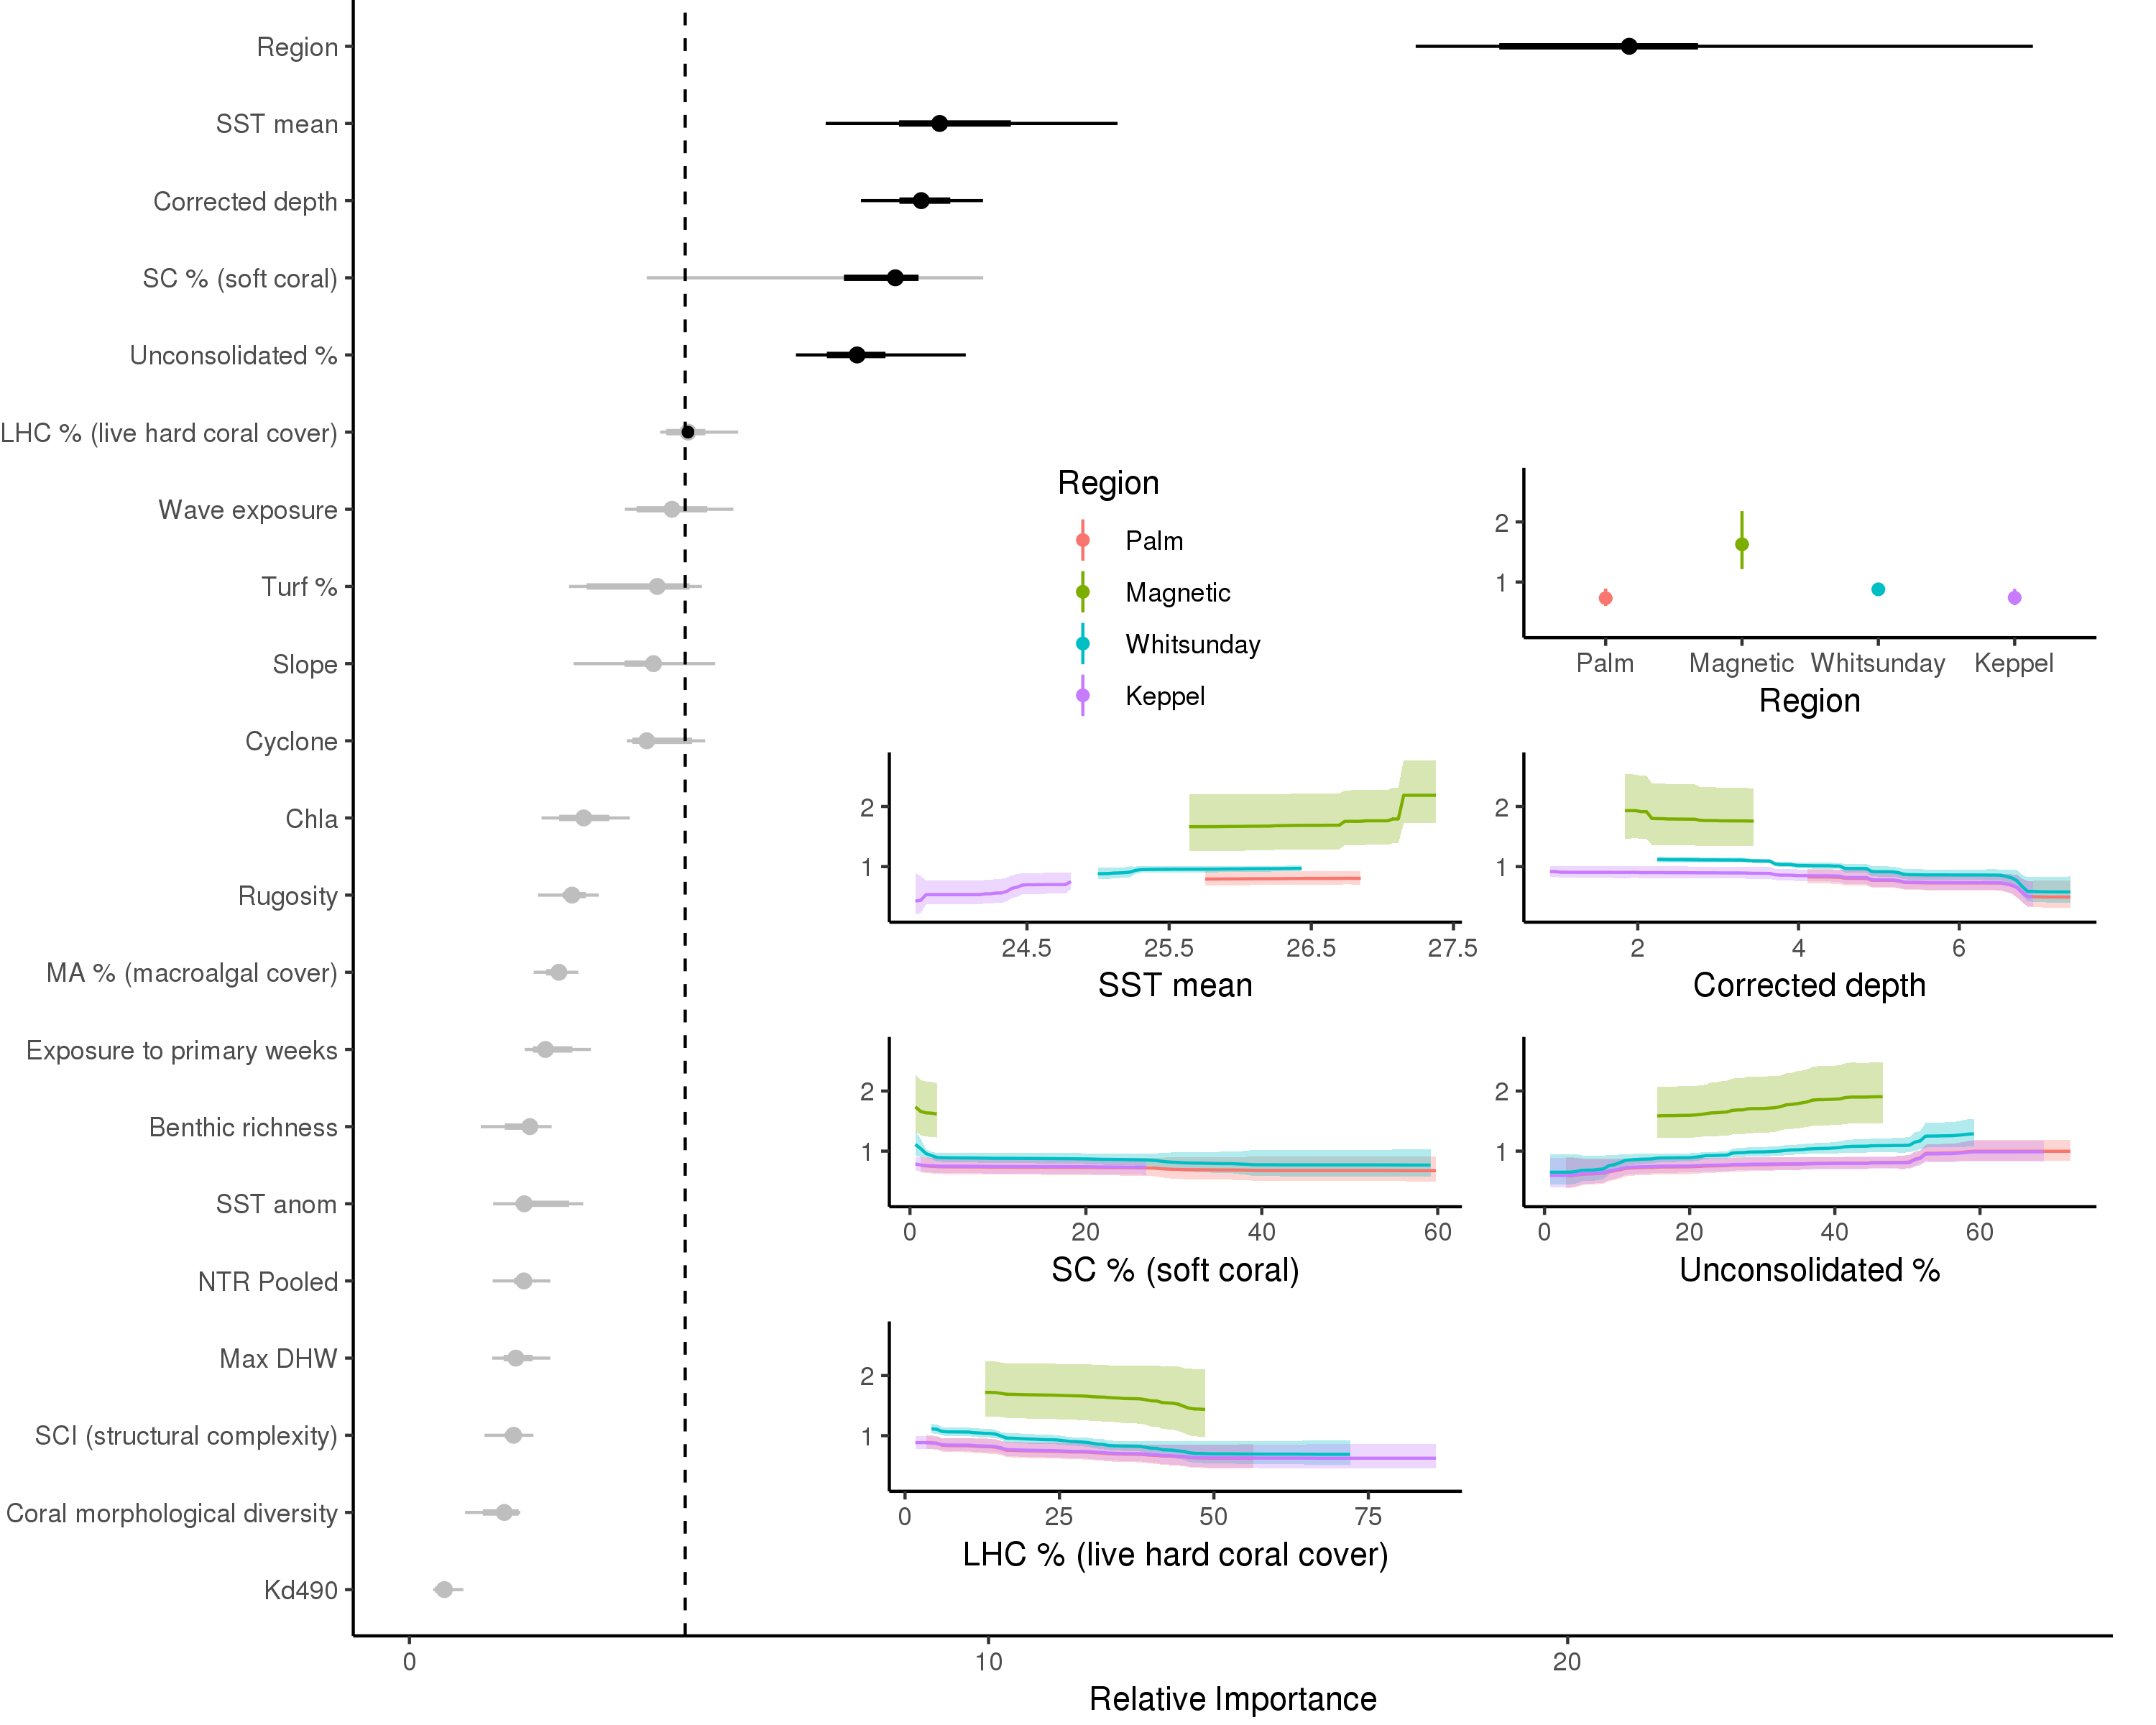 Region
SST mean
Corrected depth
SC % (soft coral)
Unconsolidated %
LHC % (live hard coral cover)
Wave exposure
Turf %
Slope
Cyclone
Chla
Rugosity
MA % (macroalgal cover)
Exposure to primary weeks
Benthic richness
SST anom
NTR Pooled
Max DHW
SCI (structural complexity)
Coral morphological diversity
Kd490
0 10 20
Relative Importance
Region
Palm
Magnetic
Whitsunday
Keppel
2
1
Palm Magnetic Whitsunday Keppel
Region
2
1
24.5 25.5 26.5 27.5
SST mean
2
1
2 4 6
Corrected depth
2
1
0 20 40 60
SC % (soft coral)
2
1
0 20 40 60
Unconsolidated %
2
1
0 25 50 75
LHC % (live hard coral cover)